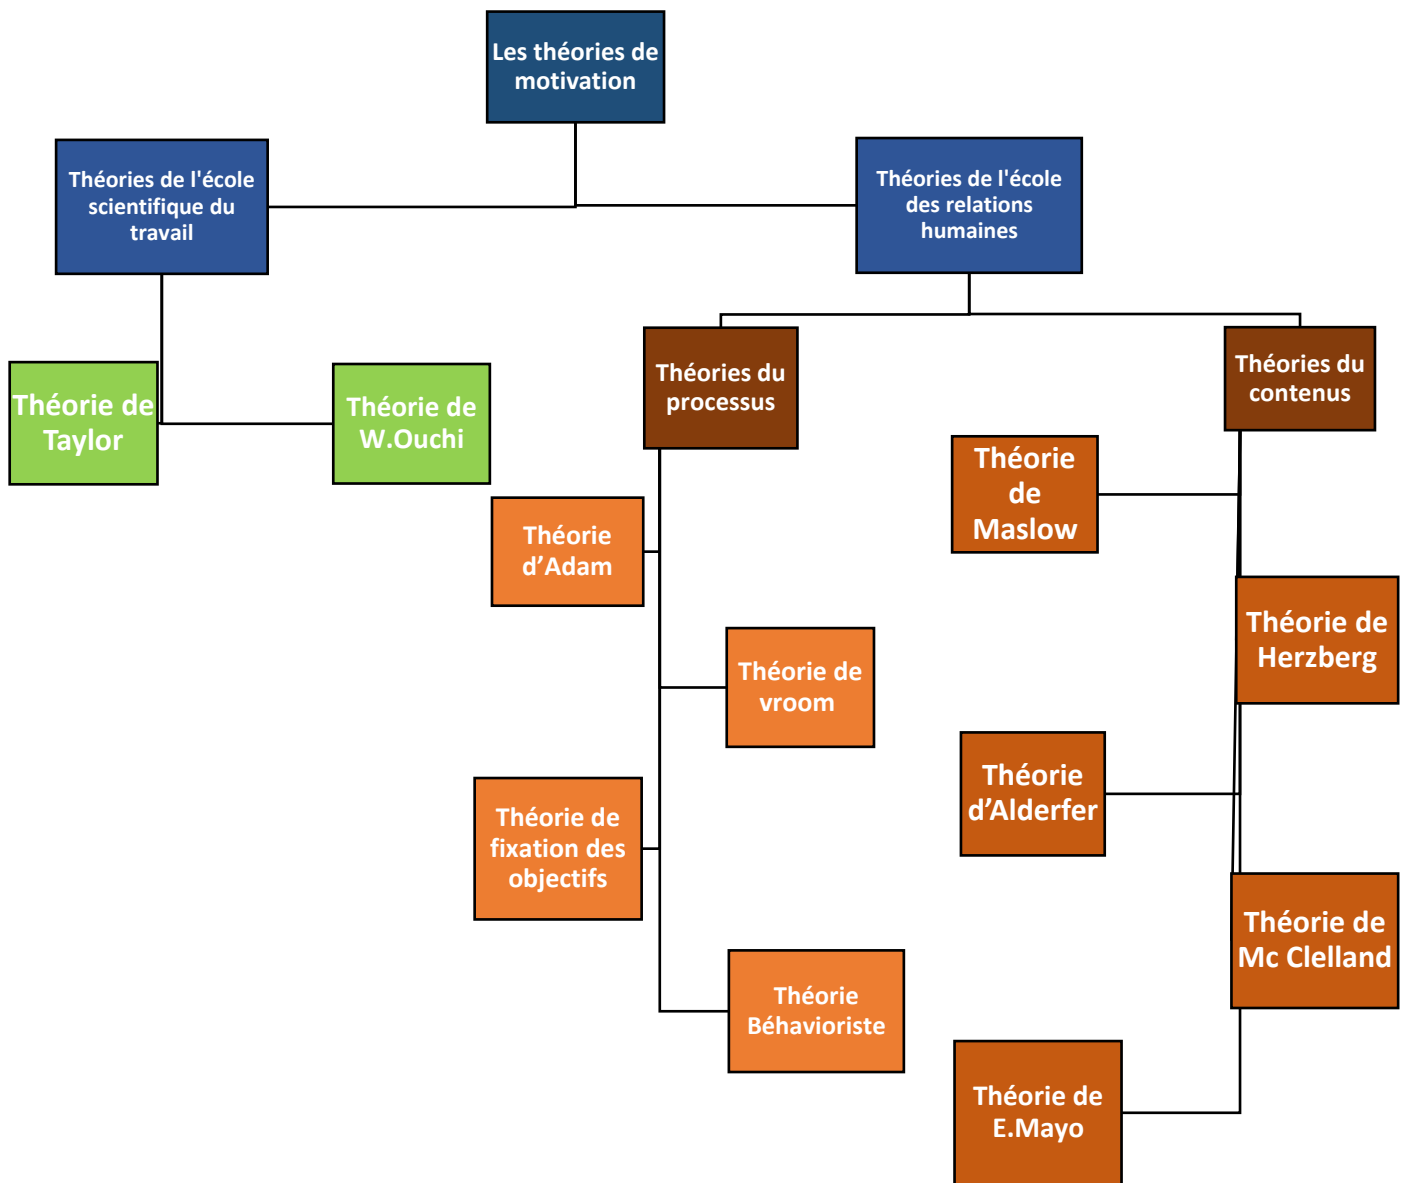 Les théories de
motivation
Théories de l'école
scientifique du
travail
Théories de l'école
des relations
humaines
Théorie de
Taylor
Théorie de
W.Ouchi
Théories du
processus
Théories du
contenus
Théorie
d’Adam
Théorie de
vroom
Théorie de
fixation des
objectifs
Théorie
Béhavioriste
Théorie
de
Maslow
Théorie de
Herzberg
Théorie
d’Alderfer
Théorie de
Mc Clelland
Théorie de
E.Mayo